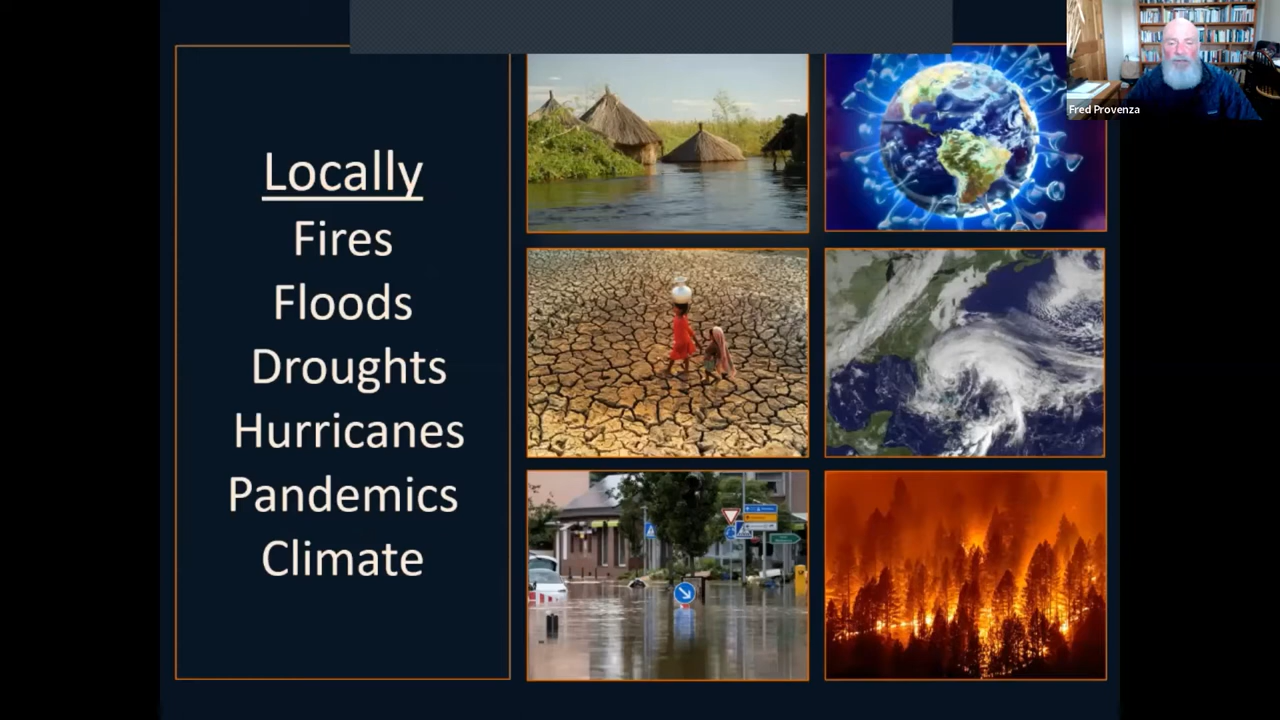 Locally
Fires
Floods
Droughts
Hurricanes
Pandemics
Climate
Fred Provenza